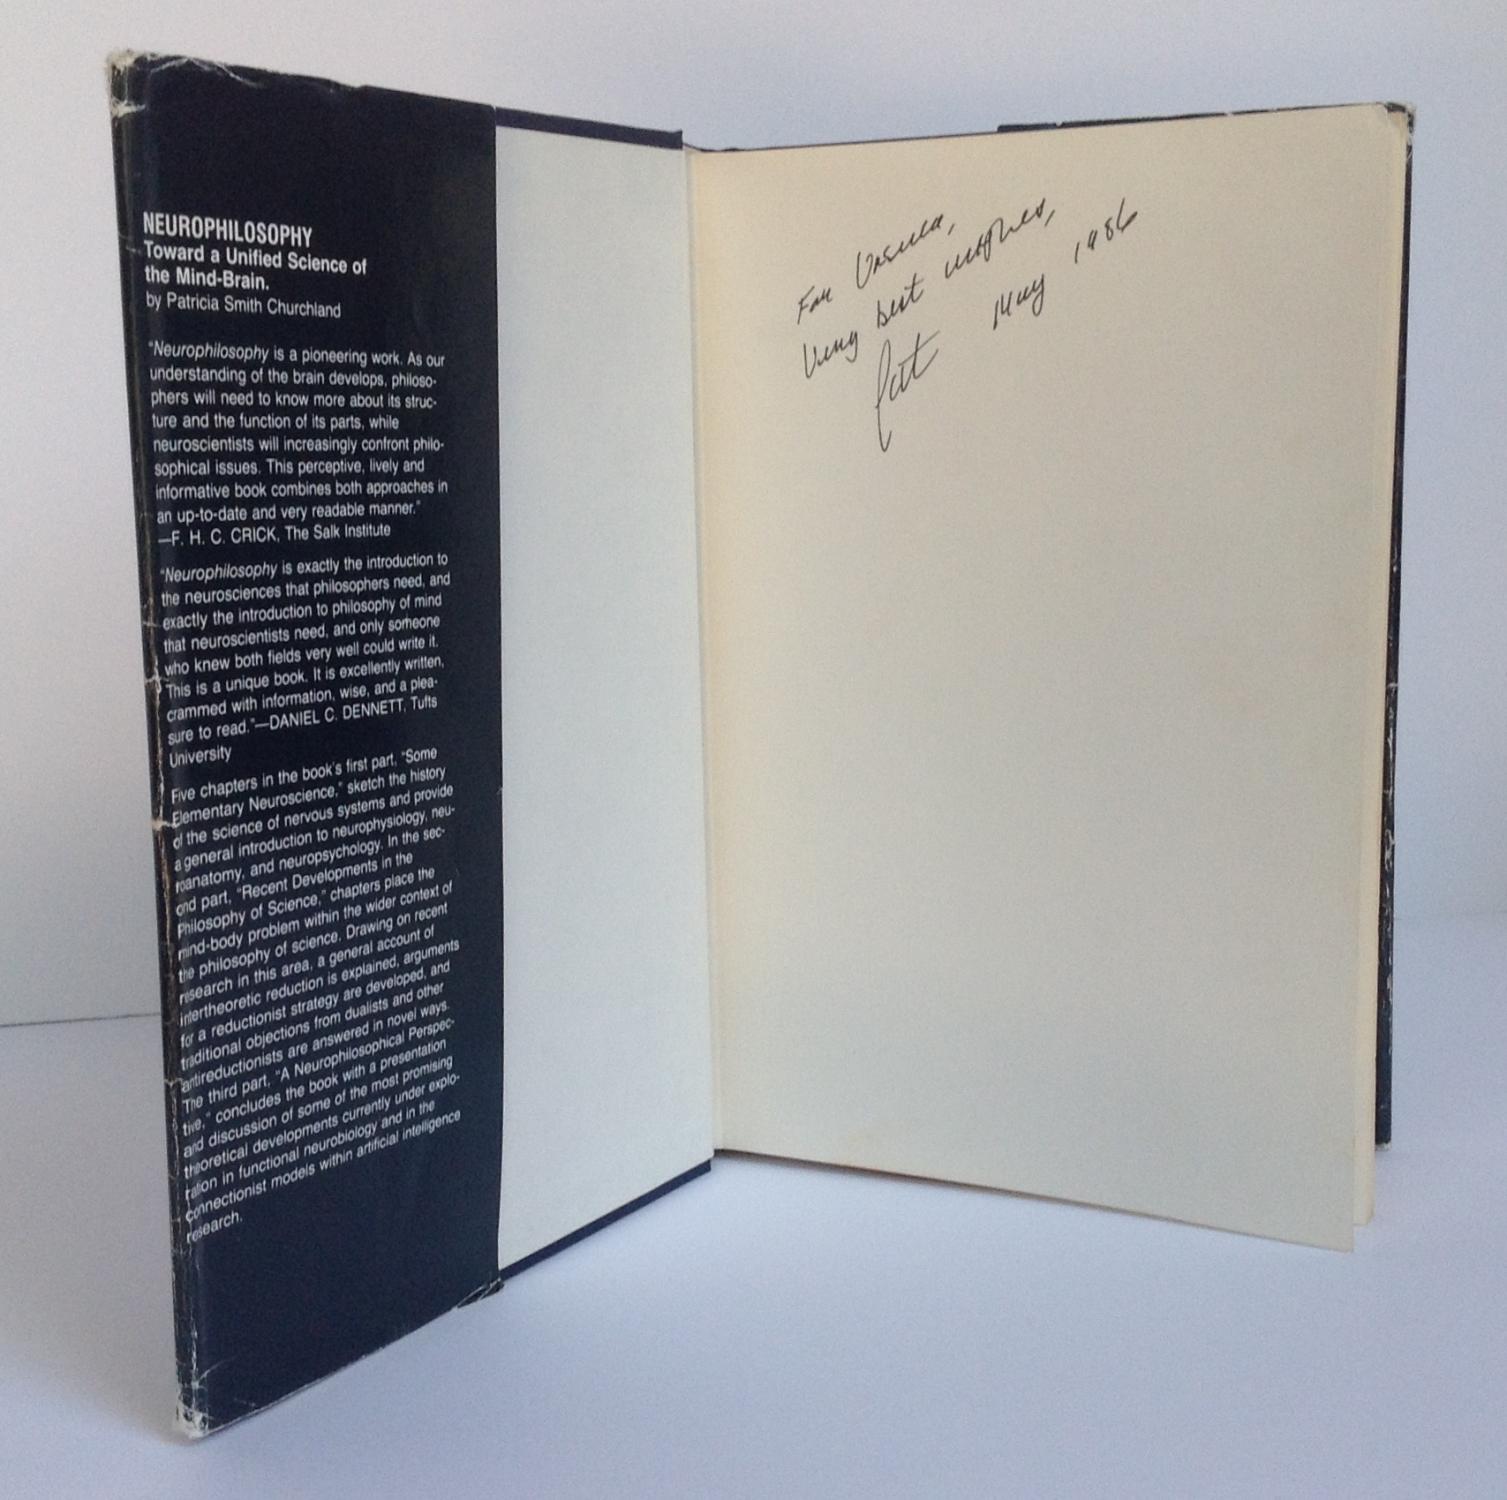 NEUROPHILOSOPHY
Toward a Unified Science of
the Mind-Brain.
by Patricia Smith Churchland
"Neurophilosophy is a pioneering work. As our
understanding of the brain develops, philoso-
phers will need to know more about its struc-
ture and the function of its parts, while
neuroscientists will increasingly confront philo-
sophical issues. This perceptive, lively and
informative book combines both approaches in
an up-to-date and very readable manner."
—F. H. C. CRICK, The Salk Institute
"Neurophilosophy is exactly the introduction to
the neurosciences that philosophers need, and
exactly the introduction to philosophy of mind
that neuroscientists need, and only someone
who knew both fields very well could write it.
This is a unique book. It is excellently written,
crammed with information, wise, and a plea-
sure to read."—DANIEL C. DENNETT, Tufts
University
Five chapters in the book's first part, "Some
Elementary Neuroscience," sketch the history
of the science of nervous systems and provide
a general introduction to neurophysiology, neu-
roanatomy, and neuropsychology. In the sec-
ond part, "Recent Developments in the
Philosophy of Science," chapters place the
mind-body problem within the wider context of
the philosophy of science. Drawing on recent
research in this area, a general account of
intertheoretic reduction is explained, arguments
for a reductionist strategy are developed, and
traditional objections from dualists and other
antireductionists are answered in novel ways.
The third part, "A Neurophilosophical Perspec-
tive," concludes the book with a presentation
and discussion of some of the most promising
theoretical developments currently under explo-
ration in functional neurobiology and in the
connectionist models within artificial intelligence
research.
For Ursula,
Very best wishes,
Pat May 1986